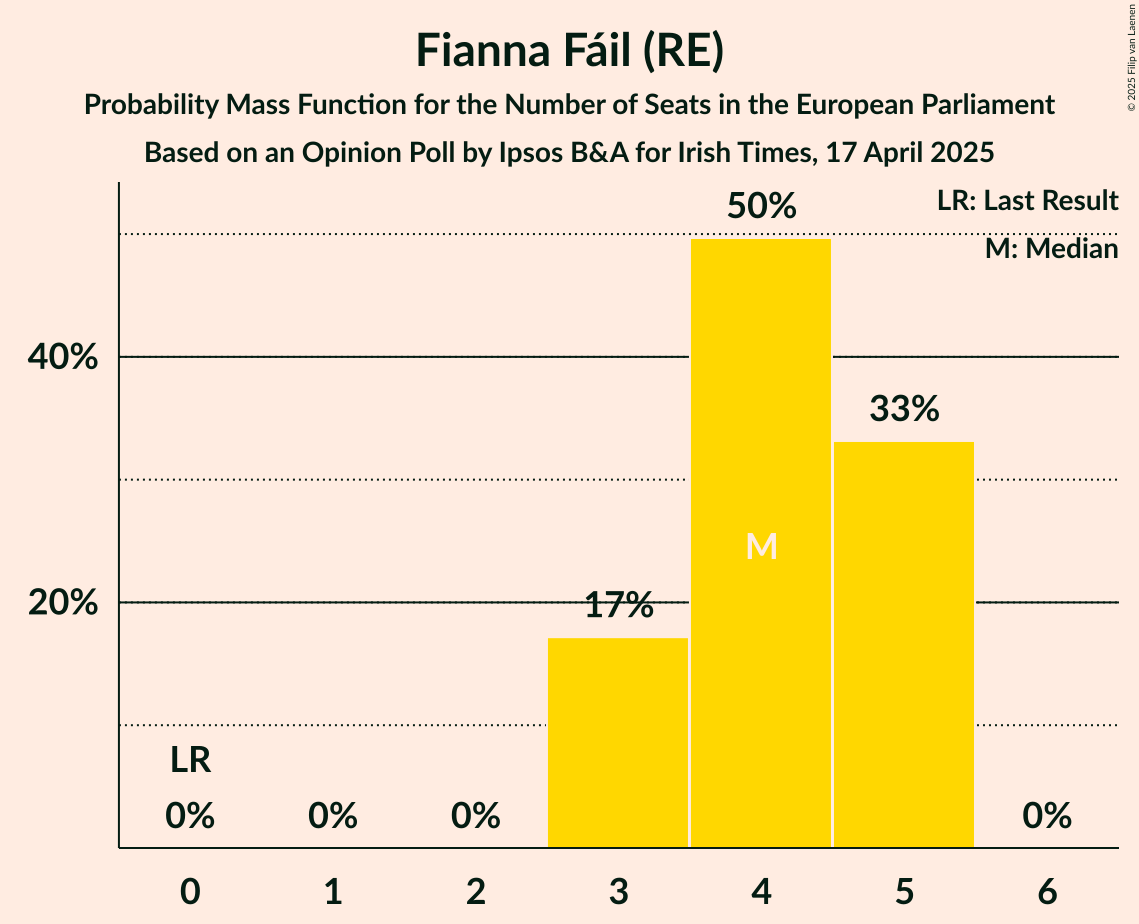 Fianna Fáil (RE)
Probability Mass Function for the Number of Seats in the European Parliament
Based on an Opinion Poll by Ipsos B&A for Irish Times, 17 April 2025
© 2025 Filip van Laenen
LR: Last Result
M: Median
50%
40%
33%
M
20%
17%
LR
0%
0%
0%
0%
0
1
2
3
4
5
6